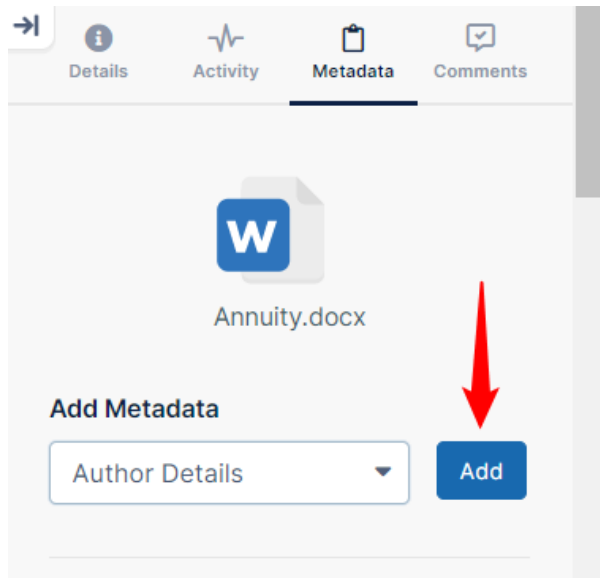 Details Activity Metadata Comments
W
Annuity.docx
Add Metadata
Author Details Add